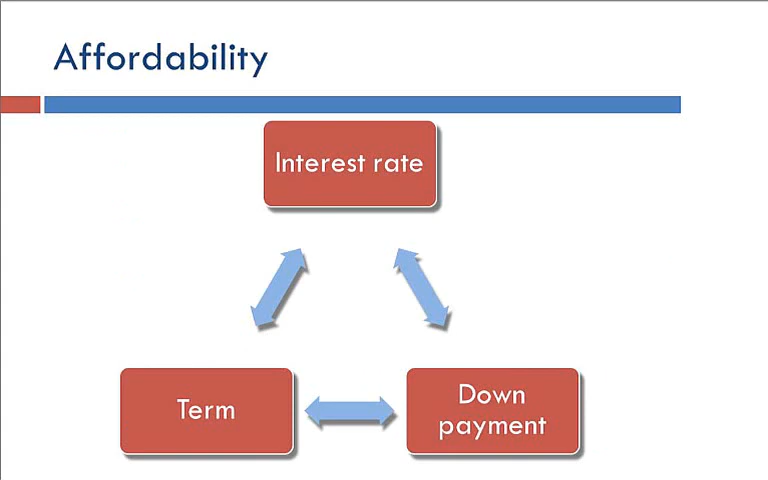 Affordability
Interest rate
Term
Down
payment